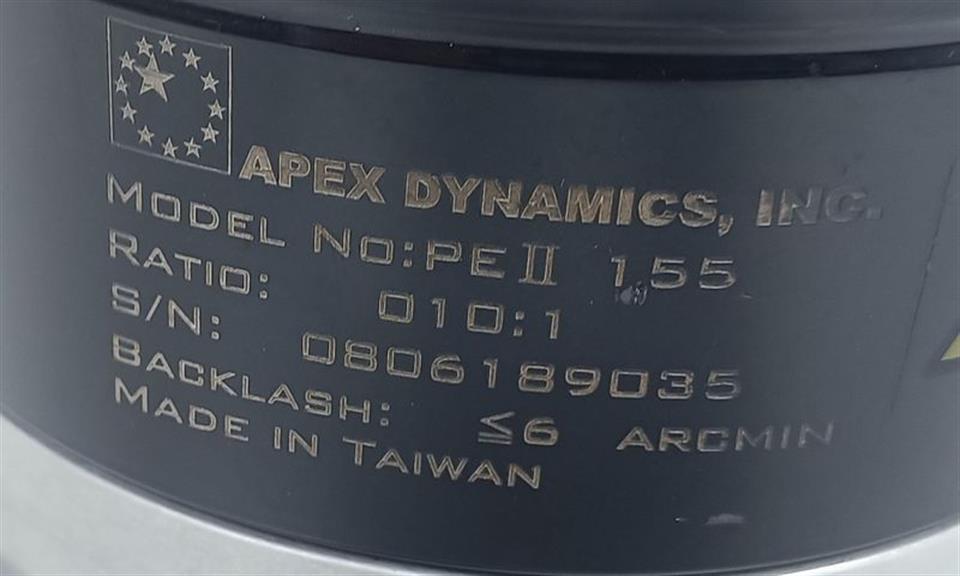 APEX DYNAMICS, INC.
MODEL NO:PEII 155
RATIO: 010:1
S/N: 0806189035
BACKLASH: ≤6 ARCMIN
MADE IN TAIWAN